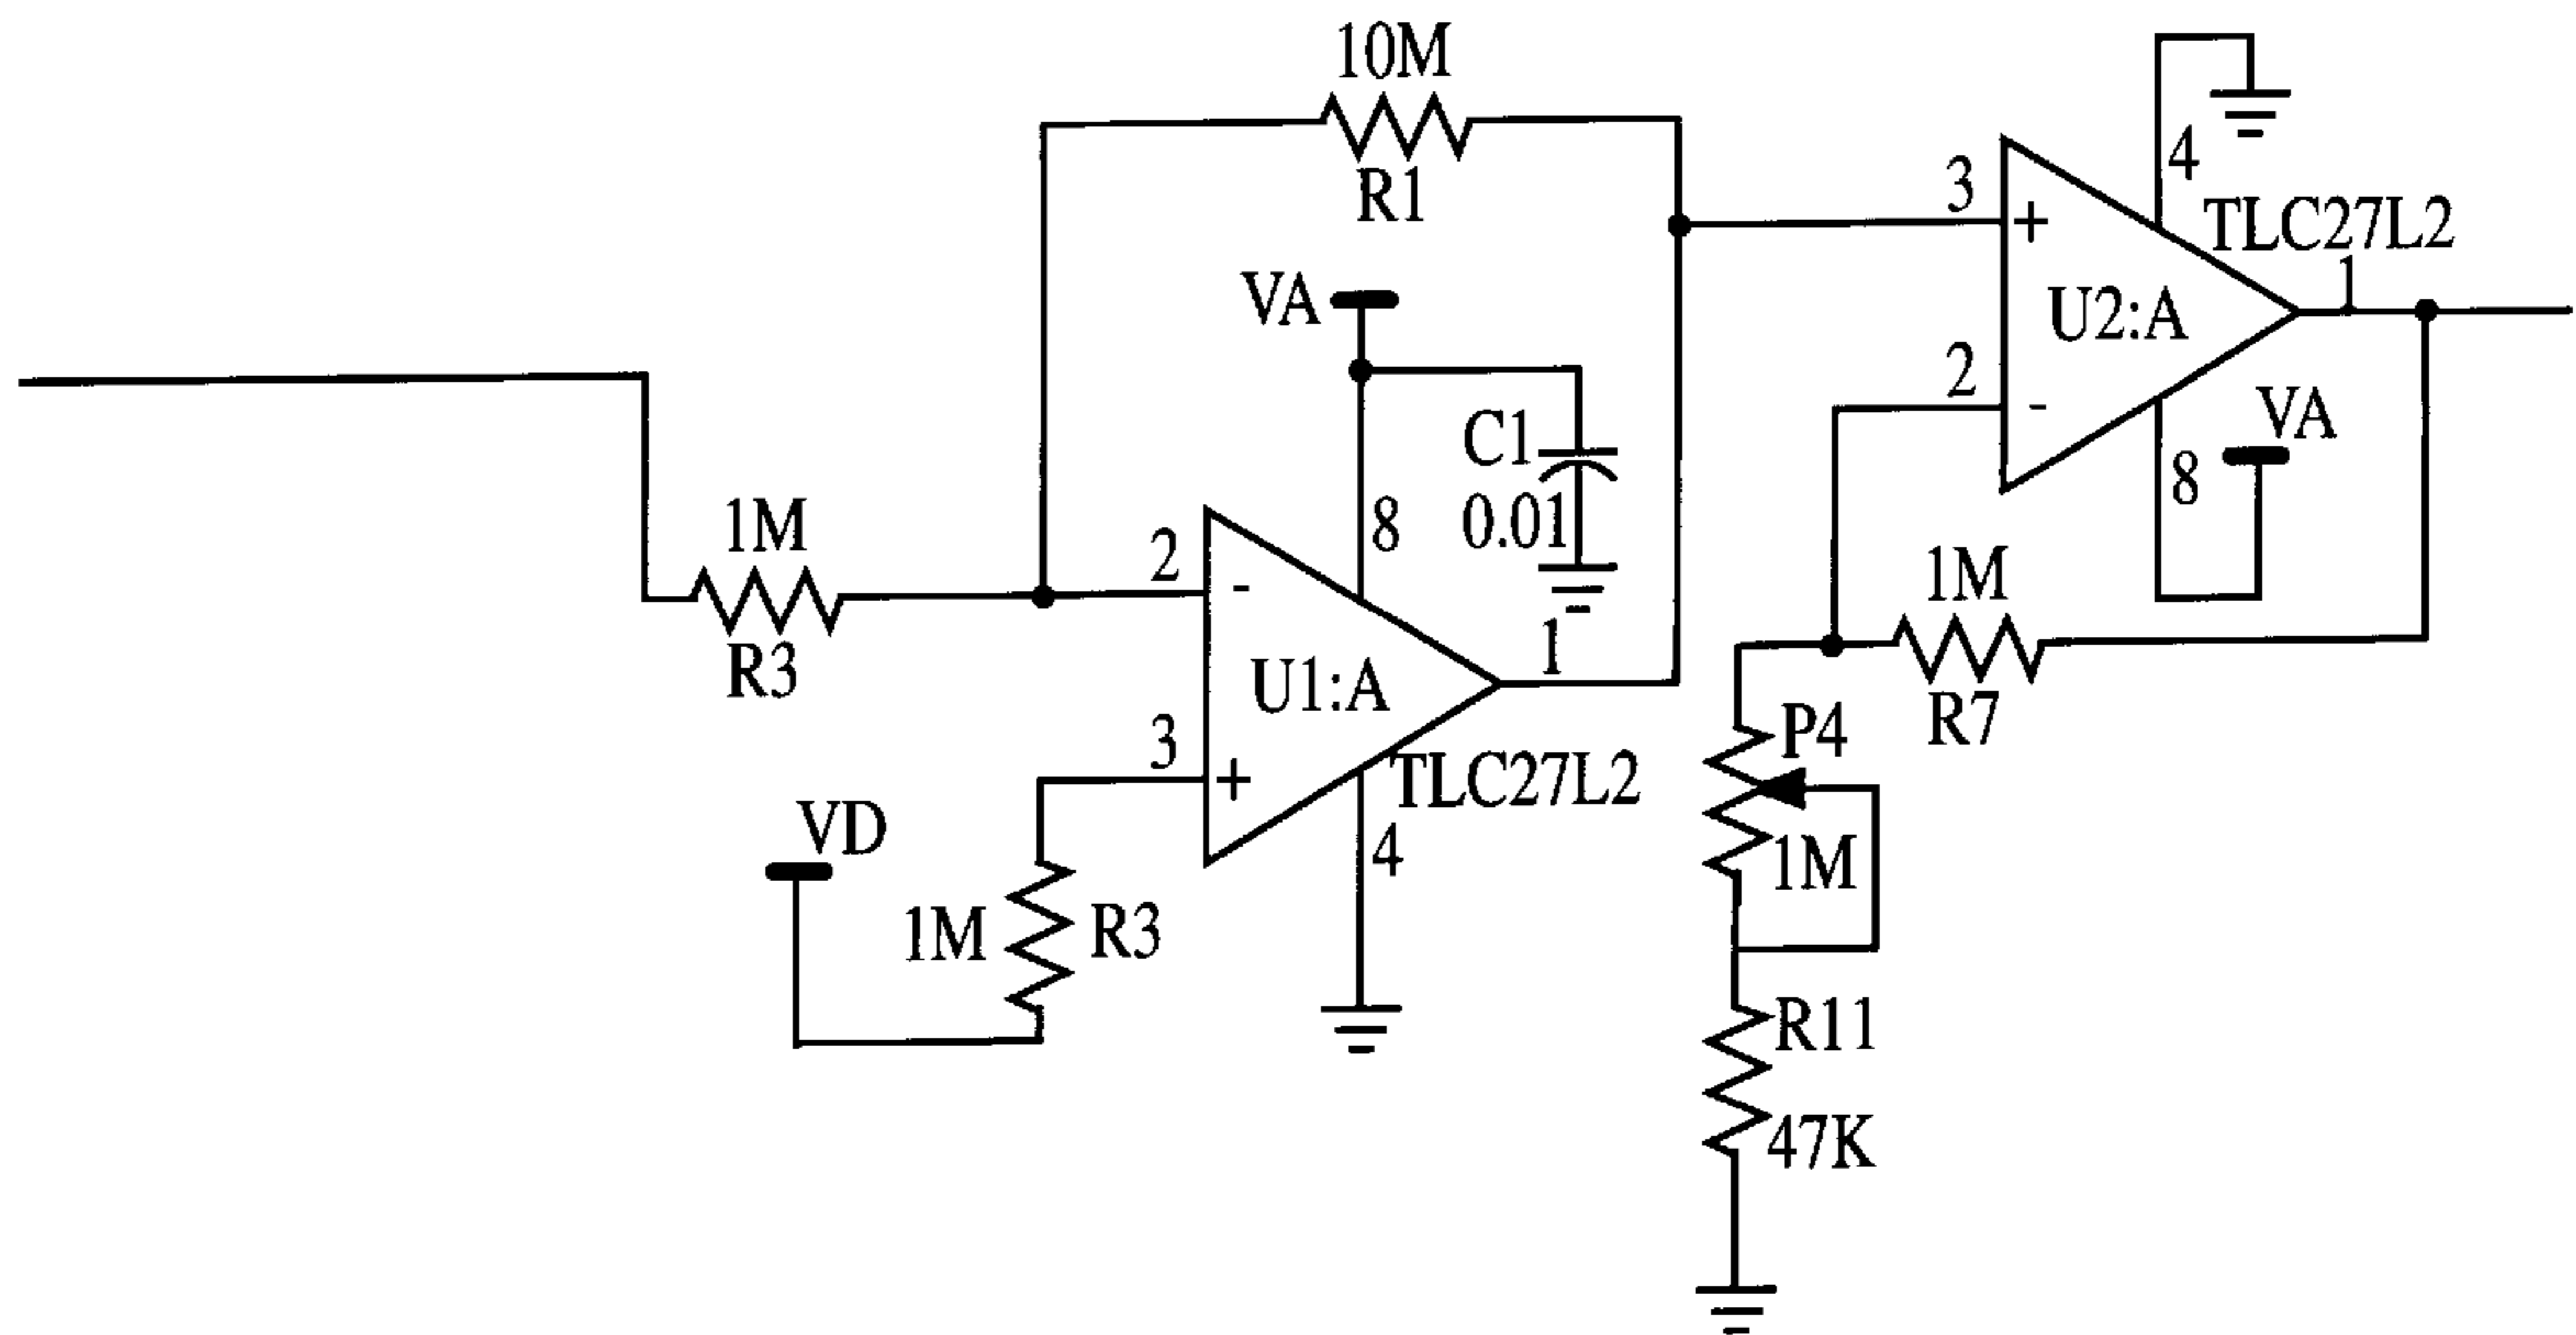 10M
R1
VA
C1
0.01
8
1M
R3
2
-
U1:A
1
3
+
TLC27L2
4
VD
1M
R3
4
TLC27L2
3
+
U2:A
1
2
-
8
VA
1M
R7
P4
1M
R11
47K